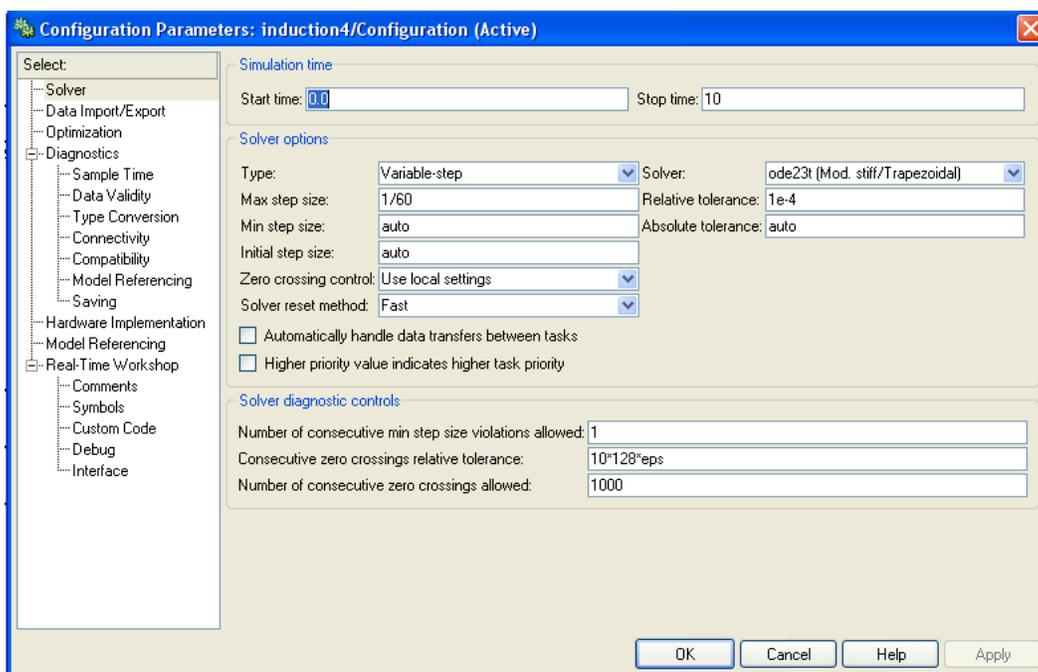 Configuration Parameters: induction4/Configuration (Active)
Select:
Solver
Data Import/Export
Optimization
Diagnostics
Sample Time
Data Validity
Type Conversion
Connectivity
Compatibility
Model Referencing
Saving
Hardware Implementation
Model Referencing
Real-Time Workshop
Comments
Symbols
Custom Code
Debug
Interface
Simulation time
Start time: 0.0 Stop time: 10
Solver options
Type: Variable-step Solver: ode23t (Mod. stiff/Trapezoidal)
Max step size: 1/60 Relative tolerance: 1e-4
Min step size: auto Absolute tolerance: auto
Initial step size: auto
Zero crossing control: Use local settings
Solver reset method: Fast
Automatically handle data transfers between tasks
Higher priority value indicates higher task priority
Solver diagnostic controls
Number of consecutive min step size violations allowed: 1
Consecutive zero crossings relative tolerance: 10*128*eps
Number of consecutive zero crossings allowed: 1000
OK Cancel Help Apply